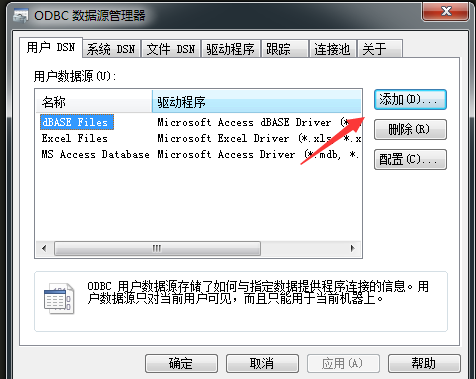 ODBC 数据源管理器
用户 DSN 系统 DSN 文件 DSN 驱动程序 跟踪 连接池 关于
用户数据源(U):
名称 驱动程序
dBASE Files Microsoft Access dBASE Driver (*.
Excel Files Microsoft Excel Driver (*.xls, *.x
MS Access Database Microsoft Access Driver (*.mdb, *.
添加(D)...
删除(R)
配置(C)...
ODBC 用户数据源存储了如何与指定数据提供程序连接的信息。用
户数据源只对当前用户可见，而且只能用于当前机器上。
确定 取消 应用(A) 帮助